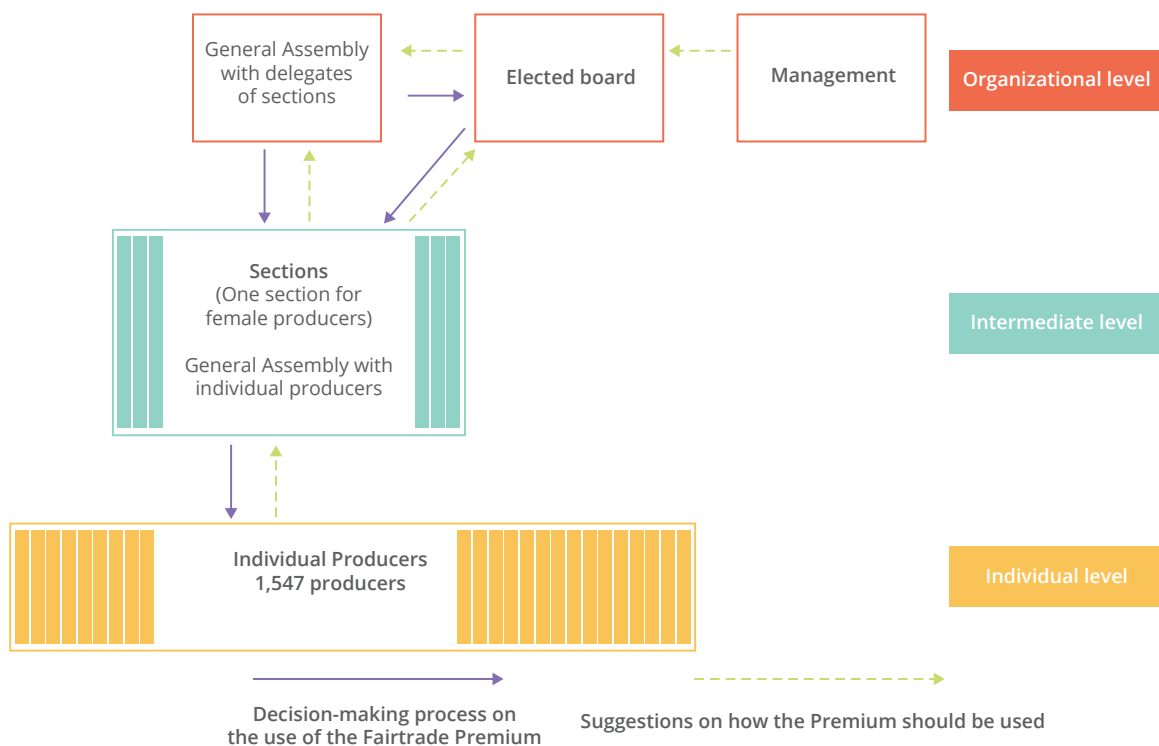 General Assembly
with delegates
of sections
Elected board
Management
Organizational level
Sections
(One section for
female producers)
General Assembly with
individual producers
Intermediate level
Individual Producers
1,547 producers
Individual level
Decision-making process on
the use of the Fairtrade Premium
Suggestions on how the Premium should be used